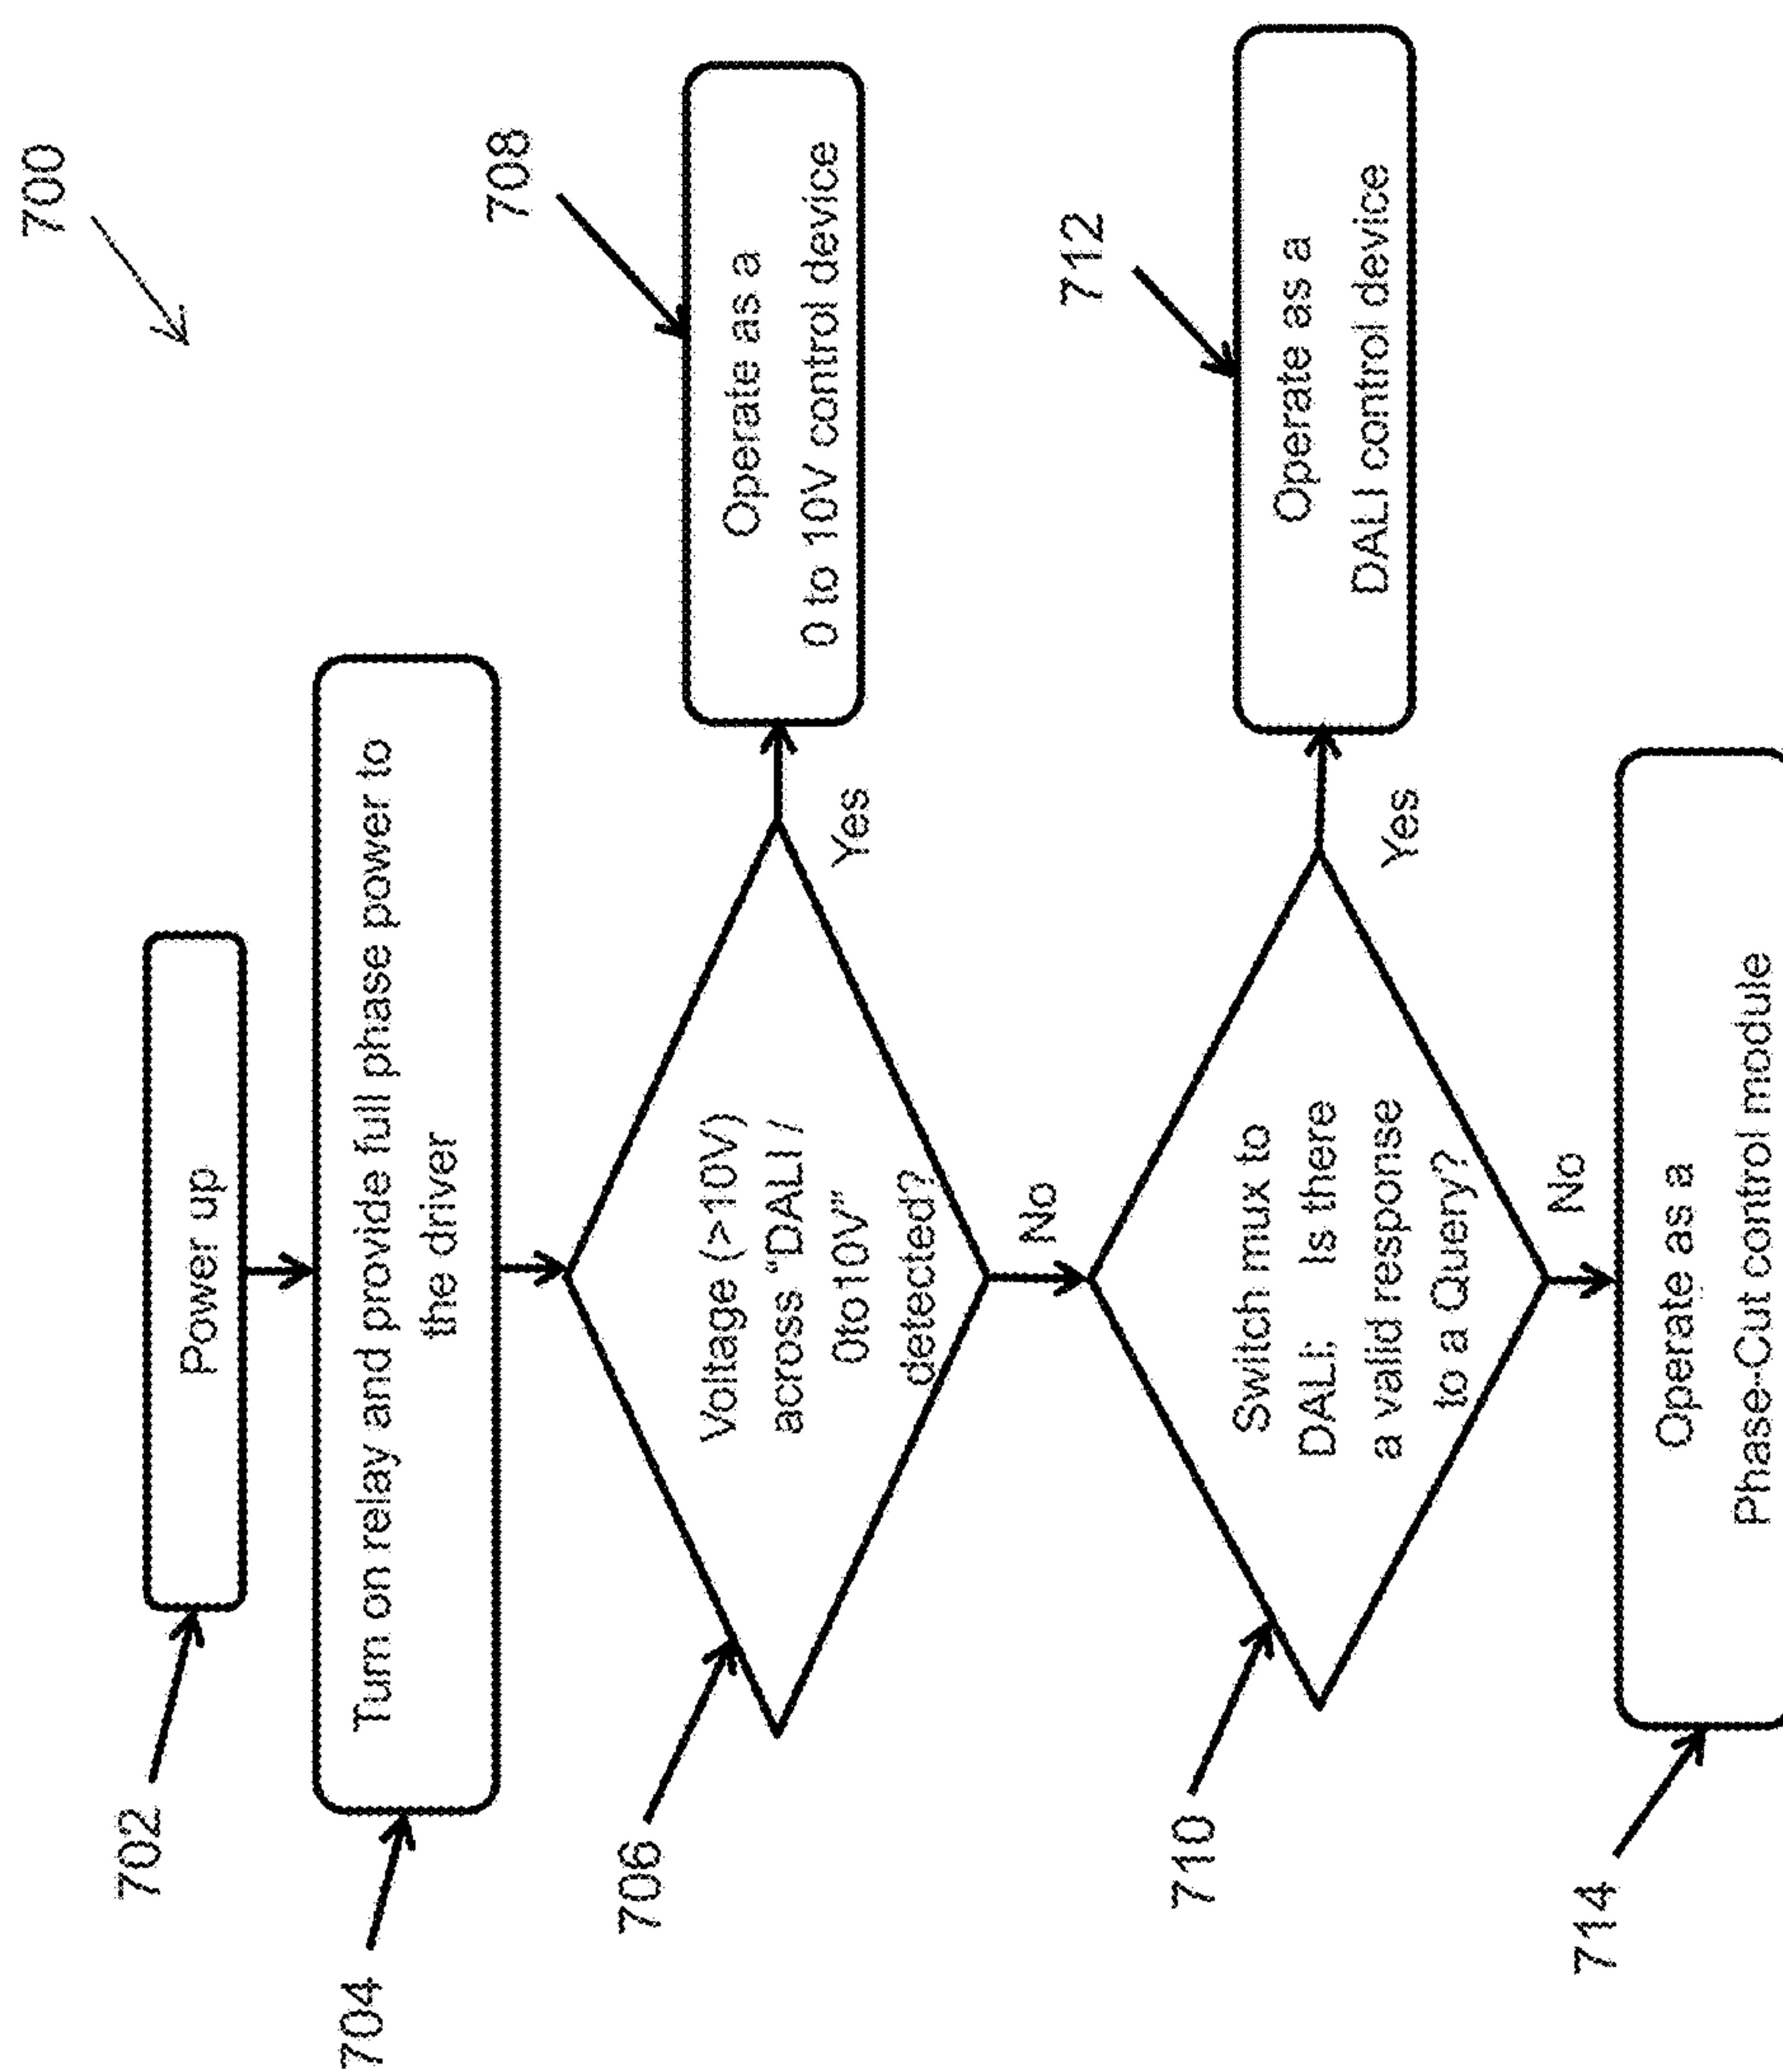 700
702
Power up
704
Turn on relay and provide full phase power to
the driver
706
Voltage (>10V)
across "DALI /
0to10V"
detected?
Yes
708
Operate as a
0 to 10V control device
No
710
Switch mux to
DALI; Is there
a valid response
to a Query?
Yes
712
Operate as a
DALI control device
No
714
Operate as a
Phase-Cut control module